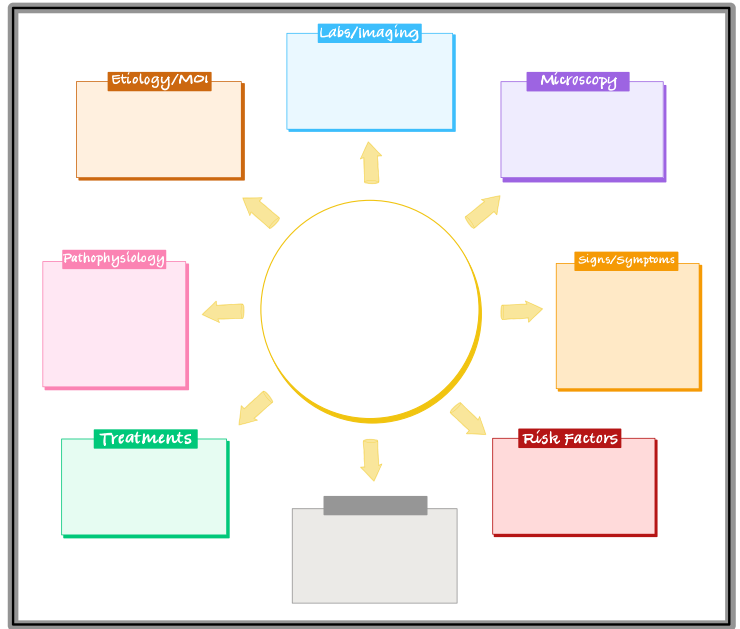 Labs/Imaging
Etiology/MOI
Microscopy
Pathophysiology
Signs/Symptoms
Treatments
Risk Factors